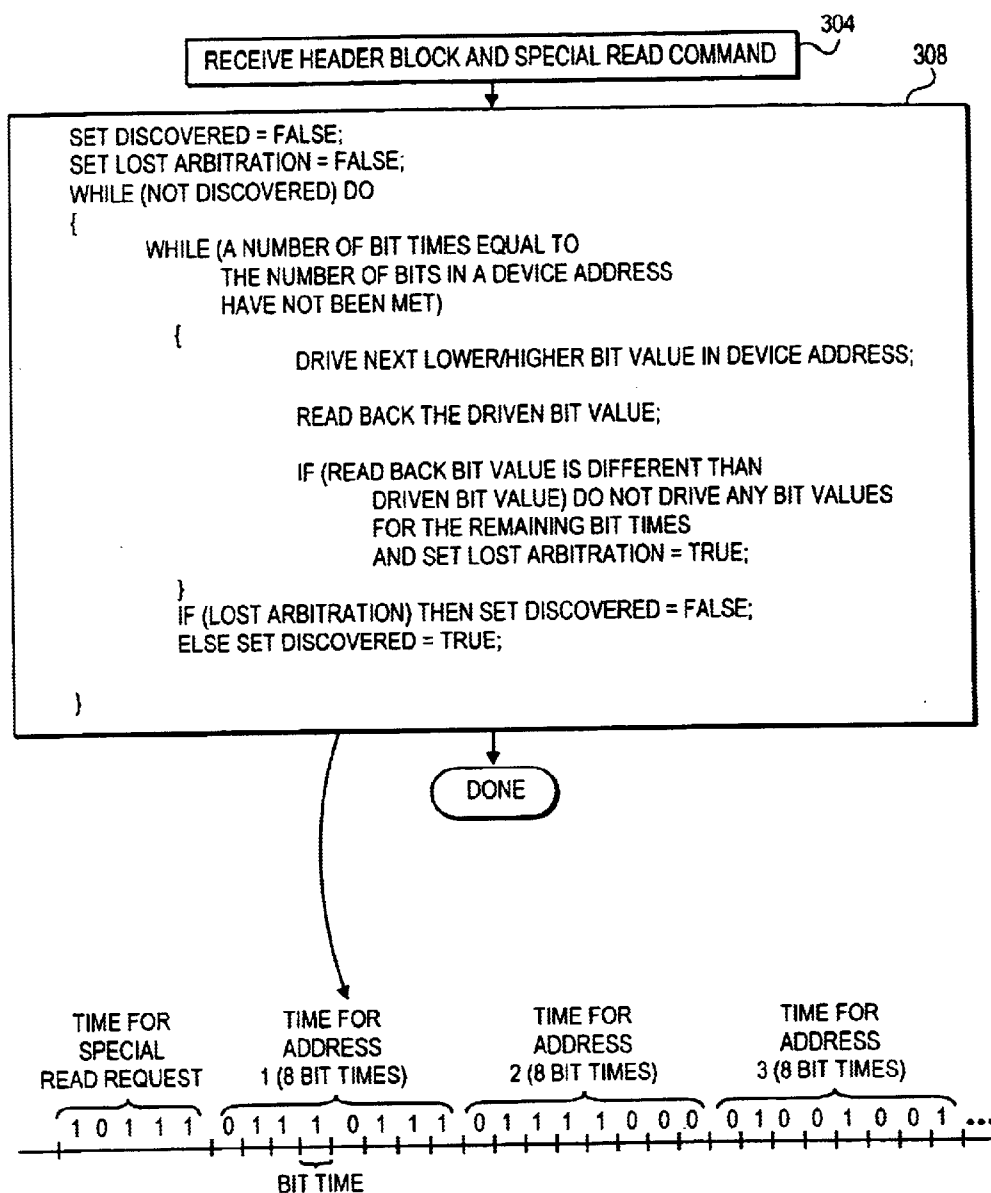 304
RECEIVE HEADER BLOCK AND SPECIAL READ COMMAND
308
SET DISCOVERED = FALSE;
SET LOST ARBITRATION = FALSE;
WHILE (NOT DISCOVERED) DO
{
WHILE (A NUMBER OF BIT TIMES EQUAL TO
THE NUMBER OF BITS IN A DEVICE ADDRESS
HAVE NOT BEEN MET)
{
DRIVE NEXT LOWER/HIGHER BIT VALUE IN DEVICE ADDRESS;
READ BACK THE DRIVEN BIT VALUE;
IF (READ BACK BIT VALUE IS DIFFERENT THAN
DRIVEN BIT VALUE) DO NOT DRIVE ANY BIT VALUES
FOR THE REMAINING BIT TIMES
AND SET LOST ARBITRATION = TRUE;
}
IF (LOST ARBITRATION) THEN SET DISCOVERED = FALSE;
ELSE SET DISCOVERED = TRUE;
}
DONE
TIME FOR
SPECIAL
READ REQUEST
TIME FOR
ADDRESS
1 (8 BIT TIMES)
TIME FOR
ADDRESS
2 (8 BIT TIMES)
TIME FOR
ADDRESS
3 (8 BIT TIMES)
1 0 1 1 1 0 1 1 1 0 1 1 1 0 1 1 1 1 0 0 0 0 1 0 0 1 0 0 1 ...
BIT TIME